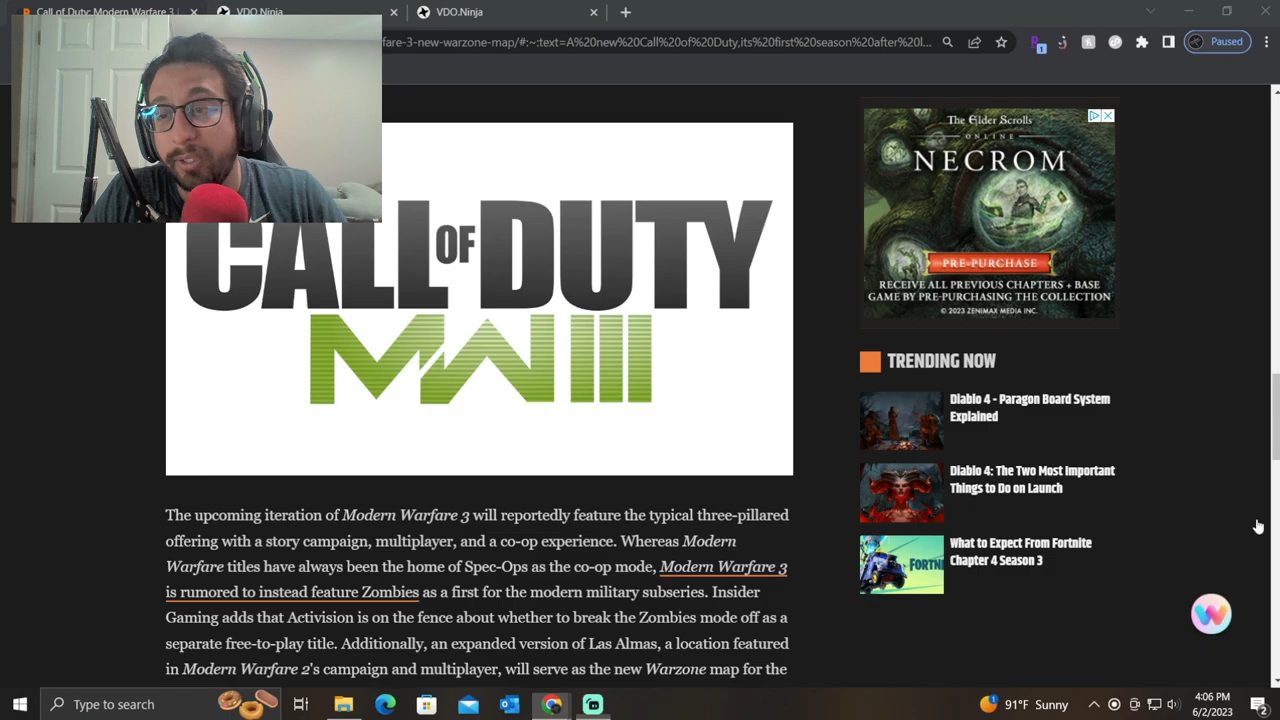 Call of Duty: Modern Warfare 3
VDO.Ninja
VDO.Ninja
fare-3-new-warzone-map/#:~:text=A%20new%20Call%20of%20Duty,its%20first%20season%20after%20l...
1
Paused
CALL OF DUTY
MW III
The Elder Scrolls
ONLINE
NECROM
PRE-PURCHASE
RECEIVE ALL PREVIOUS CHAPTERS + BASE
GAME BY PRE-PURCHASING THE COLLECTION
© 2023 ZENIMAX MEDIA INC.
TRENDING NOW
Diablo 4 - Paragon Board System
Explained
Diablo 4: The Two Most Important
Things to Do on Launch
What to Expect From Fortnite
Chapter 4 Season 3
FORTN
The upcoming iteration of Modern Warfare 3 will reportedly feature the typical three-pillared
offering with a story campaign, multiplayer, and a co-op experience. Whereas Modern
Warfare titles have always been the home of Spec-Ops as the co-op mode, Modern Warfare 3
is rumored to instead feature Zombies as a first for the modern military subseries. Insider
Gaming adds that Activision is on the fence about whether to break the Zombies mode off as a
separate free-to-play title. Additionally, an expanded version of Las Almas, a location featured
in Modern Warfare 2's campaign and multiplayer, will serve as the new Warzone map for the
Type to search
91°F Sunny
4:06 PM
6/2/2023
2